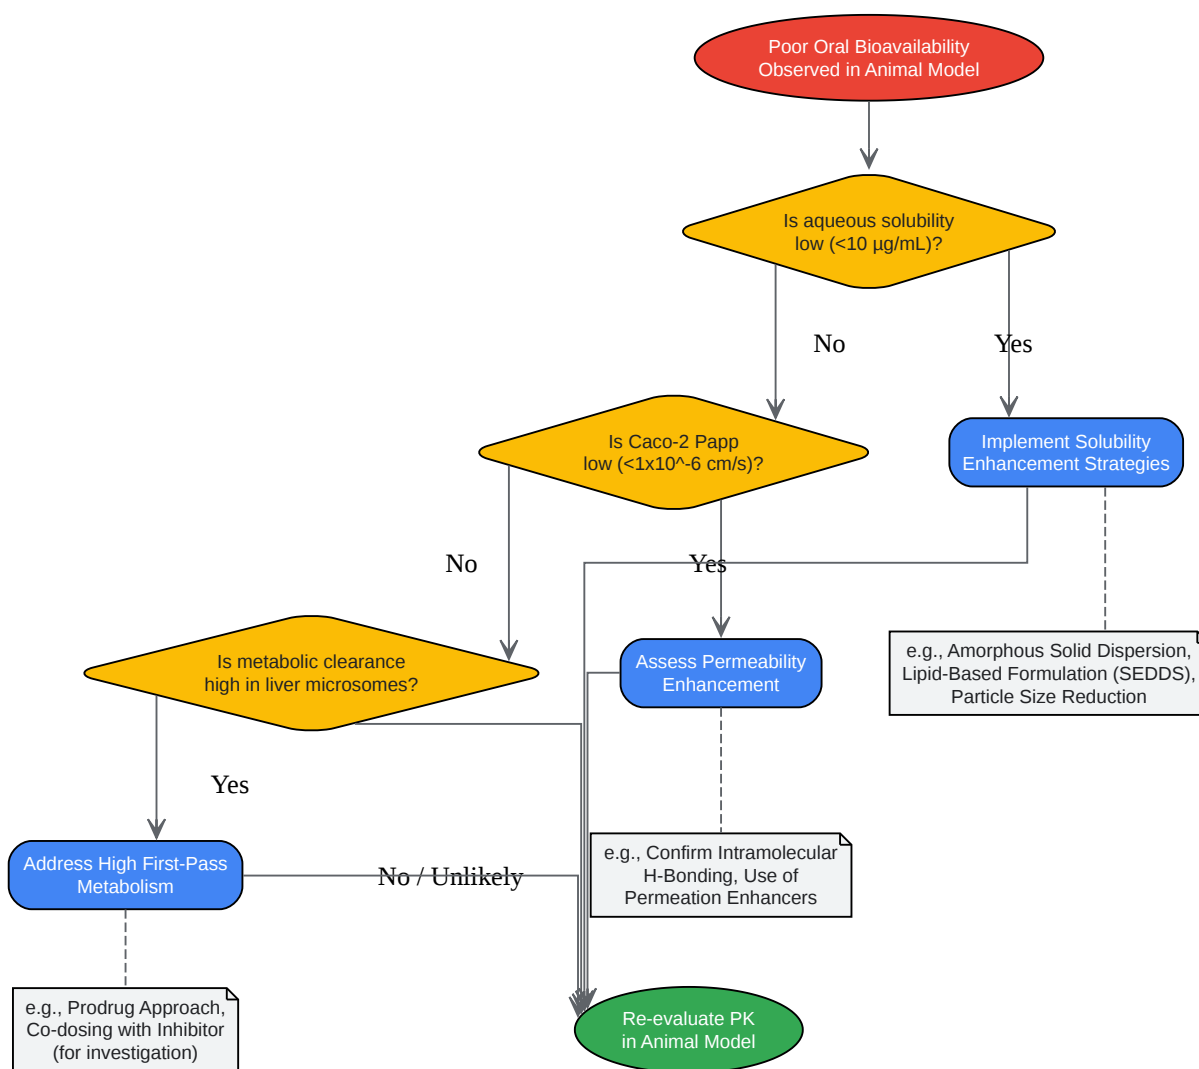 Poor Oral Bioavailability
Observed in Animal Model
Is aqueous solubility
low (<10 µg/mL)?
No
Yes
Is Caco-2 Papp
low (<1x10^-6 cm/s)?
Implement Solubility
Enhancement Strategies
No
Yes
Is metabolic clearance
high in liver microsomes?
Assess Permeability
Enhancement
e.g., Amorphous Solid Dispersion,
Lipid-Based Formulation (SEDDS),
Particle Size Reduction
Yes
Address High First-Pass
Metabolism
No / Unlikely
e.g., Confirm Intramolecular
H-Bonding, Use of
Permeation Enhancers
e.g., Prodrug Approach,
Co-dosing with Inhibitor
(for investigation)
Re-evaluate PK
in Animal Model